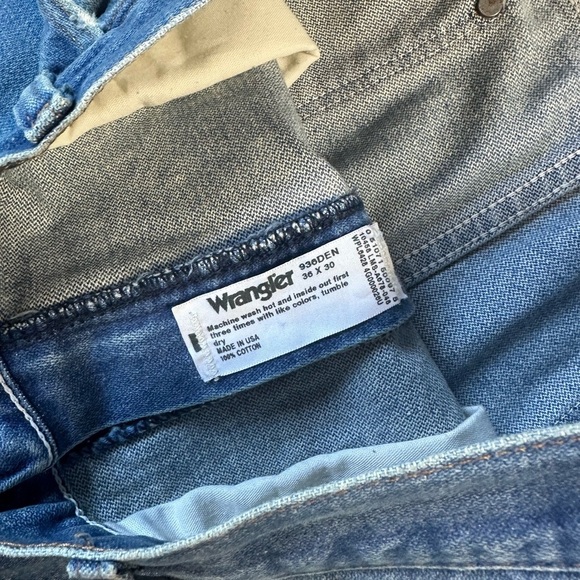 Wrangler 936DEN
36 X 30
Machine wash hot and inside out first
three times with like colors, tumble
dry
MADE IN USA
100% COTTON